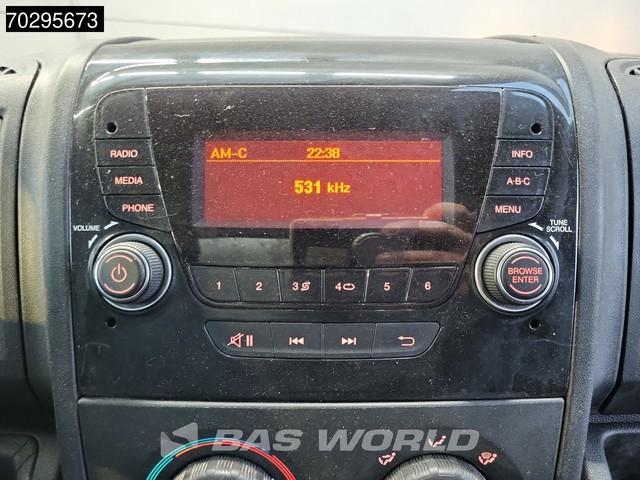 70295673
AM-C 22:38
531 kHz
RADIO
MEDIA
PHONE
INFO
A-B-C
MENU
VOLUME
TUNE
SCROLL
BROWSE
ENTER
1 2 3 4 5 6
BAS WORLD